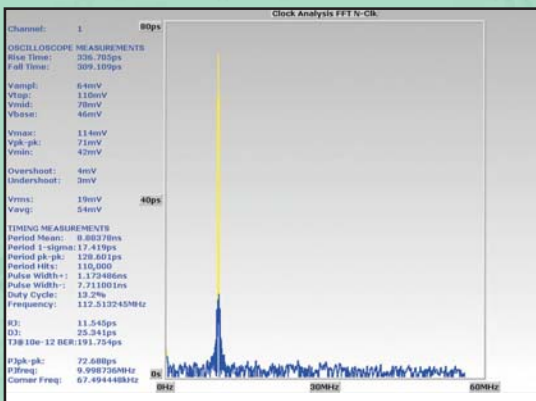 Clock Analysis FFT N-Clk
Channel: 1
80ps
OSCILLOSCOPE MEASUREMENTS
Rise Time: 336.785ps
Fall Time: 309.109ps
Vampl: 64mV
Vtop: 110mV
Vmid: 78mV
Vbase: 46mV
Vmax: 114mV
Vpk-pk: 71mV
Vmin: 42mV
Overshoot: 4mV
Undershoot: 3mV
Vrms: 19mV
40ps
Vavg: 54mV
TIMING MEASUREMENTS
Period Mean: 8.88378ns
Period 1-sigma: 17.419ps
Period pk-pk: 128.601ps
Period Hits: 110,000
Pulse Width+: 1.173486ns
Pulse Width-: 7.711001ns
Duty Cycle: 13.2%
Frequency: 112.513245MHz
RJ: 11.545ps
DJ: 25.341ps
TJ@10e-12 BER: 191.754ps
PJpk-pk: 72.688ps
PJfreq: 9.998736MHz
0s
Corner Freq: 67.494448kHz
0Hz
30MHz
60MHz